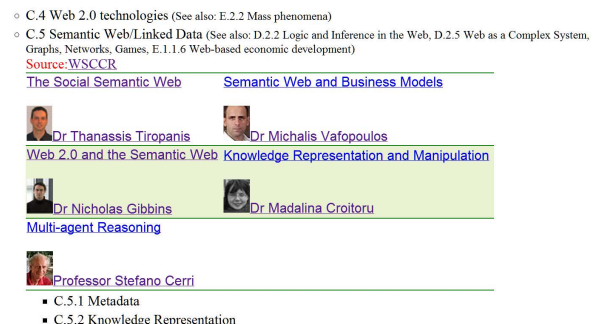 C.4 Web 2.0 technologies (See also: E.2.2 Mass phenomena)
C.5 Semantic Web/Linked Data (See also: D.2.2 Logic and Inference in the Web, D.2.5 Web as a Complex System,
Graphs, Networks, Games, E.1.1.6 Web-based economic development)
Source:WSCCR
The Social Semantic Web Semantic Web and Business Models
Dr Thanassis Tiropanis Dr Michalis Vafopoulos
Web 2.0 and the Semantic Web Knowledge Representation and Manipulation
Dr Nicholas Gibbins Dr Madalina Croitoru
Multi-agent Reasoning
Professor Stefano Cerri
C.5.1 Metadata
C.5.2 Knowledge Representation